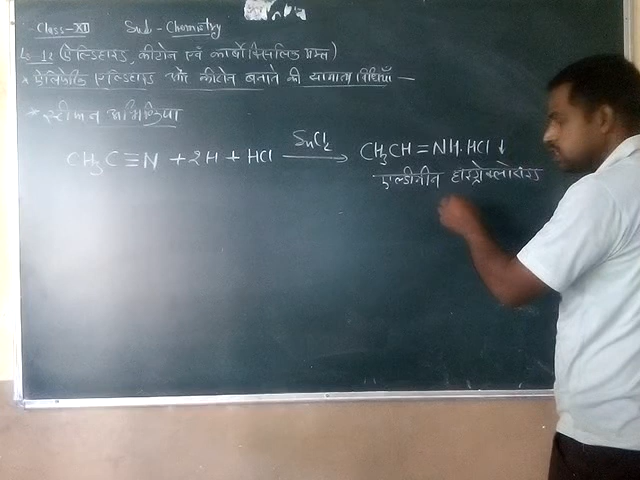 Class-XII Sub - Chemistry
L-12 (ऐल्डिहाइड, कीटोन एवं कार्बोक्सिलिक अम्ल)
* ऐलिफैटिक एल्डिहाइड और कीटोन बनाने की सामान्य विधियाँ —
* स्टीफन अभिक्रिया
CH₃C≡N + 2H + HCl SnCl₂ → CH₃CH=NH.HCl ↓
एल्डीमीन हाइड्रोक्लोराइड